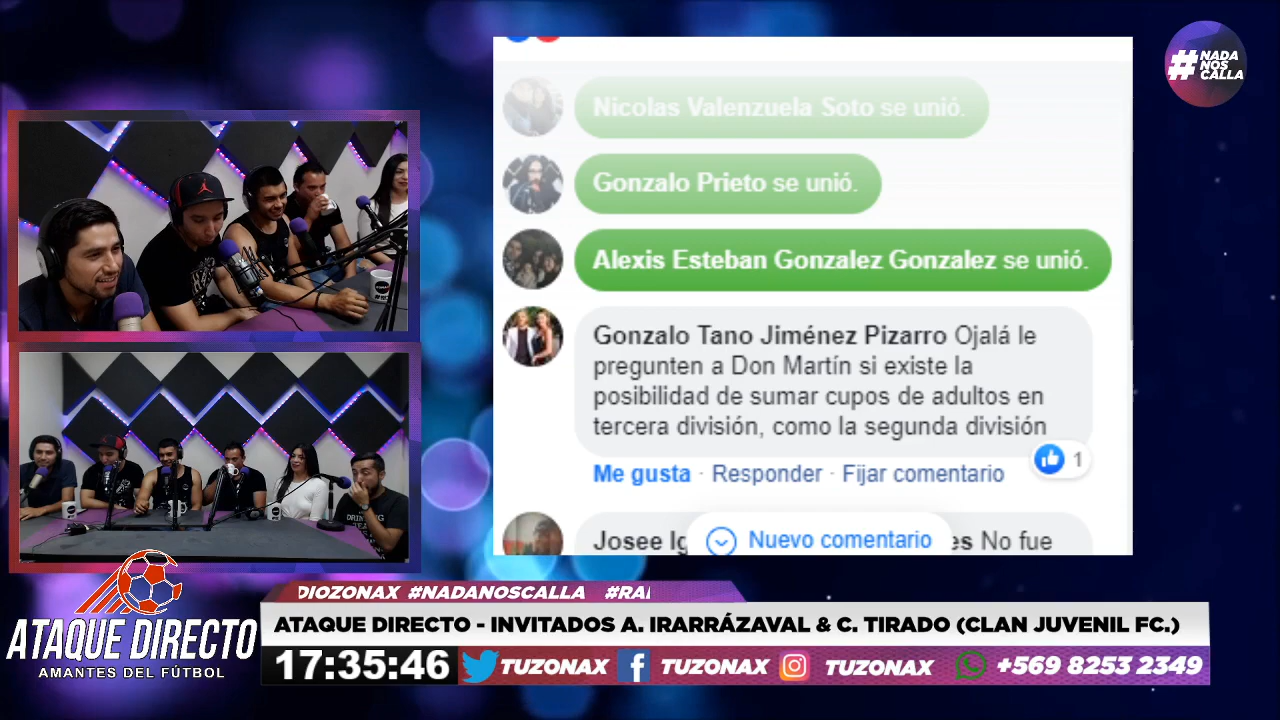 #NADA
NOS
CALLA
Nicolas Valenzuela Soto se unió.
Gonzalo Prieto se unió.
Alexis Esteban Gonzalez Gonzalez se unió.
Gonzalo Tano Jiménez Pizarro Ojalá le
pregunten a Don Martín si existe la
posibilidad de sumar cupos de adultos en
tercera división, como la segunda división
1
Me gusta · Responder · Fijar comentario
Josee No fue
Nuevo comentario
DIOZONAX #NADANOSCALLA
ATAQUE DIRECTO
AMANTES DEL FÚTBOL
ATAQUE DIRECTO - INVITADOS A. IRARRÁZAVAL & C. TIRADO (CLAN JUVENIL FC.)
17:35:46 TUZONAX TUZONAX TUZONAX +569 8253 2349